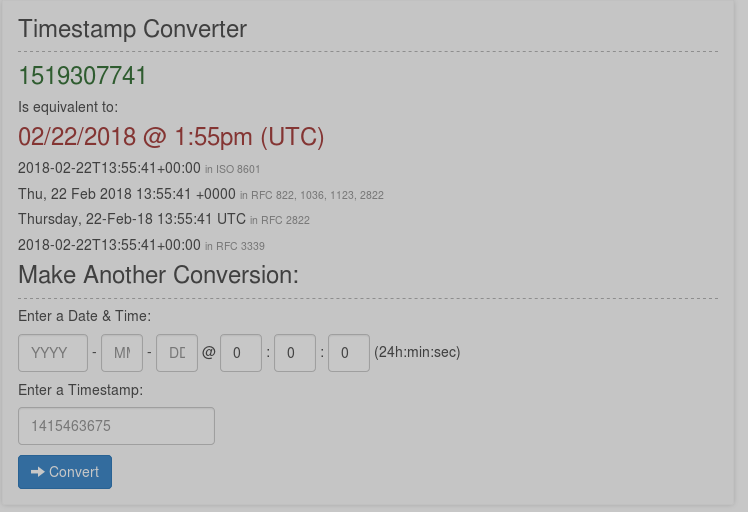 Timestamp Converter
1519307741
Is equivalent to:
02/22/2018 @ 1:55pm (UTC)
2018-02-22T13:55:41+00:00 in ISO 8601
Thu, 22 Feb 2018 13:55:41 +0000 in RFC 822, 1036, 1123, 2822
Thursday, 22-Feb-18 13:55:41 UTC in RFC 2822
2018-02-22T13:55:41+00:00 in RFC 3339
Make Another Conversion:
Enter a Date & Time:
YYYY - MM - DD @ 0 : 0 : 0 (24h:min:sec)
Enter a Timestamp:
1415463675
Convert